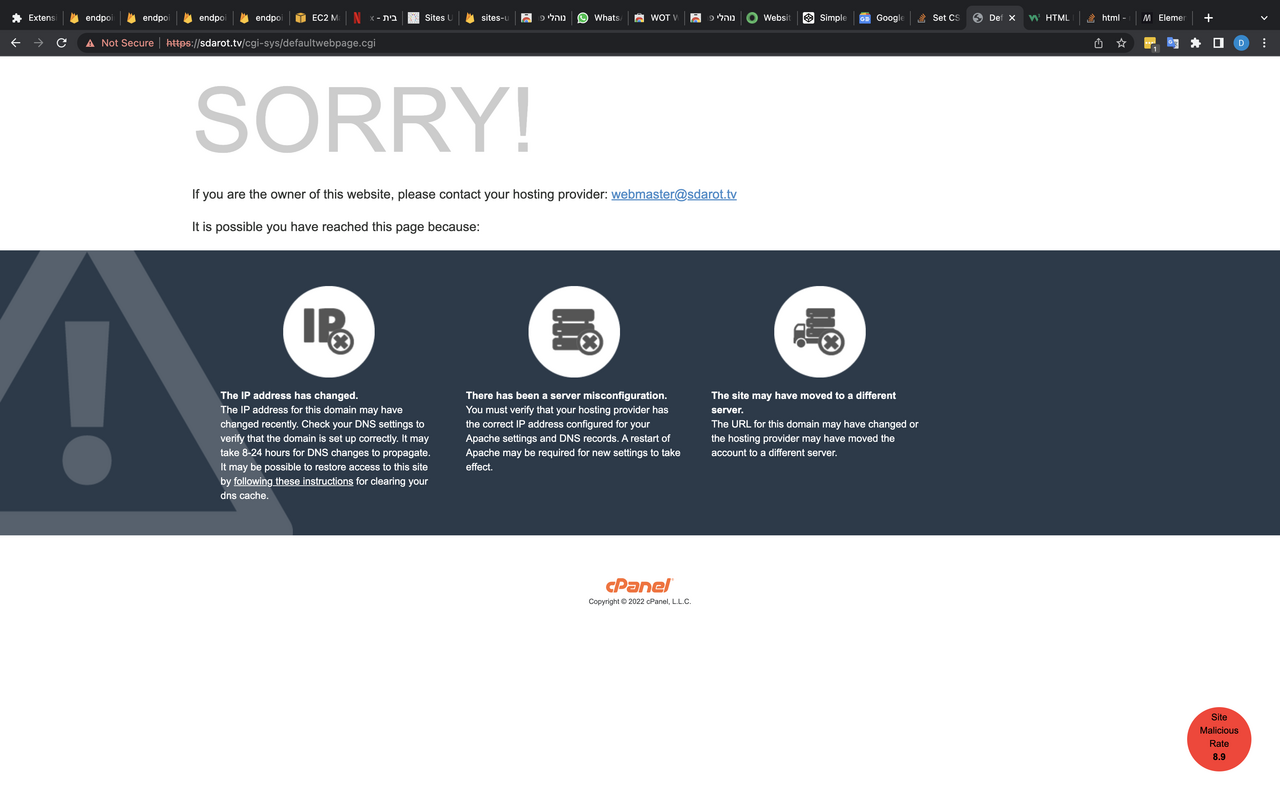 Extensi
endpoi
endpoi
endpoi
endpoi
EC2 M
בית - x
Sites U
sites-u
נוהלי
Whats
WOT W
נוהלי
Websit
Simple
Google
Set CS
Def
HTML
html -
Elemer
Not Secure | https://sdarot.tv/cgi-sys/defaultwebpage.cgi
1
D
SORRY!
If you are the owner of this website, please contact your hosting provider: webmaster@sdarot.tv
It is possible you have reached this page because:
IP
The IP address has changed.
The IP address for this domain may have
changed recently. Check your DNS settings to
verify that the domain is set up correctly. It may
take 8-24 hours for DNS changes to propagate.
It may be possible to restore access to this site
by following these instructions for clearing your
dns cache.
There has been a server misconfiguration.
You must verify that your hosting provider has
the correct IP address configured for your
Apache settings and DNS records. A restart of
Apache may be required for new settings to take
effect.
The site may have moved to a different
server.
The URL for this domain may have changed or
the hosting provider may have moved the
account to a different server.
cPanel
Copyright © 2022 cPanel, L.L.C.
Site
Malicious
Rate
8.9